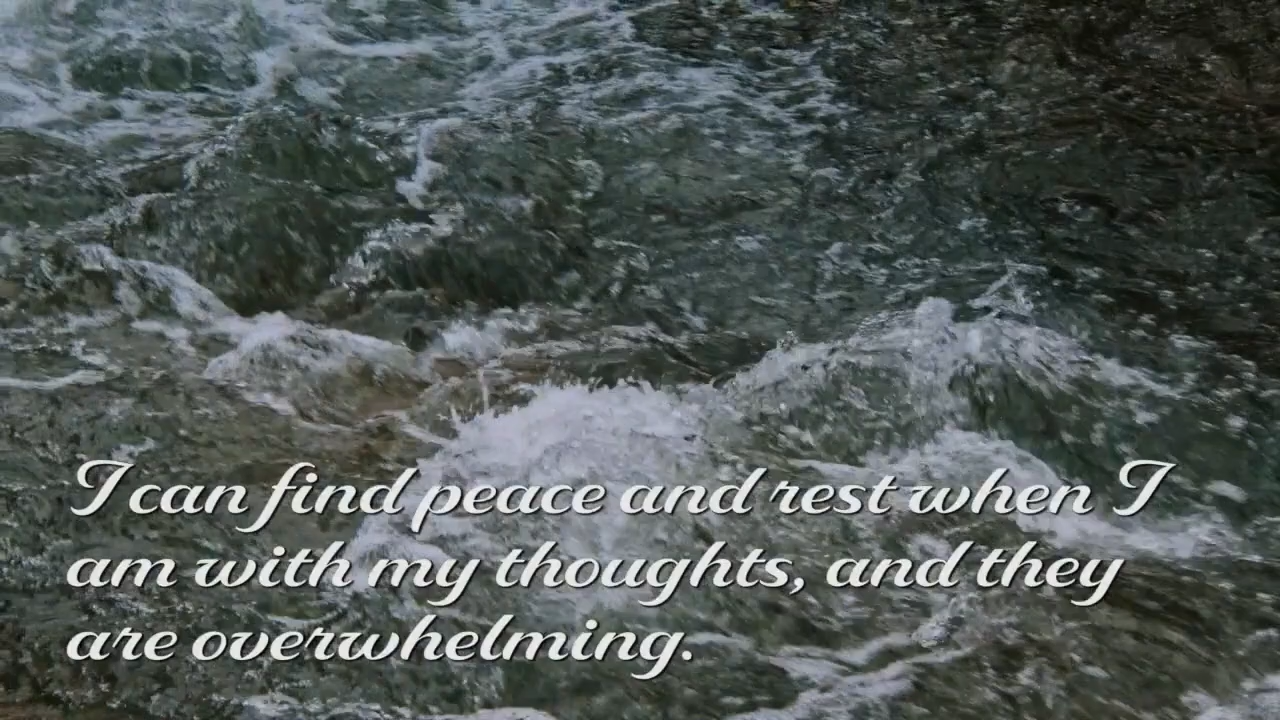 I can find peace and rest when I
am with my thoughts, and they
are overwhelming.